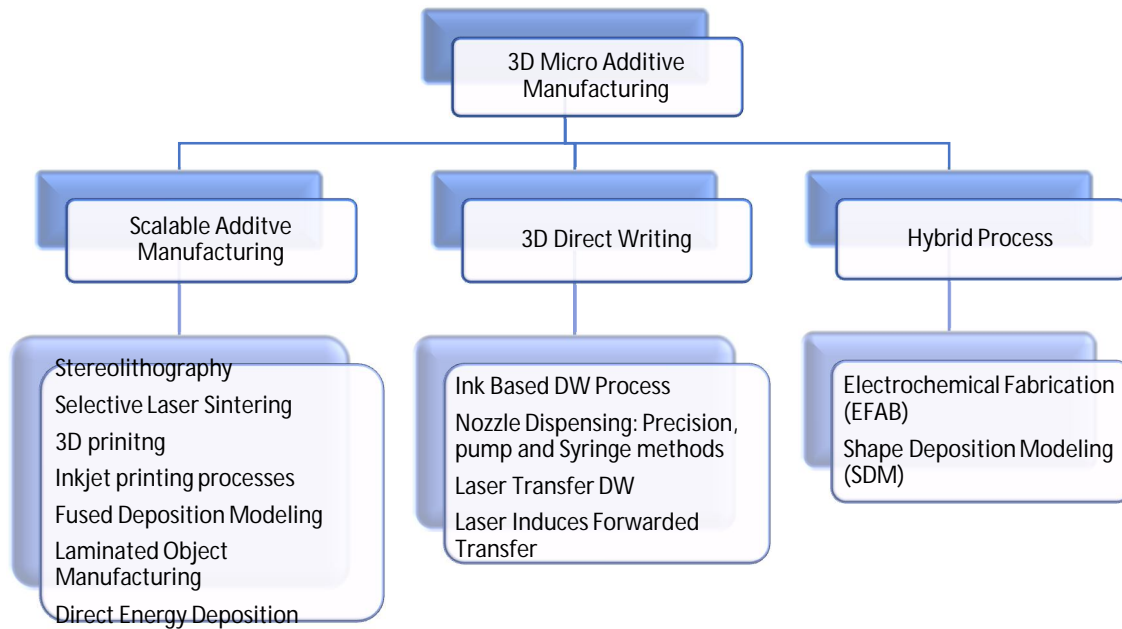 3D Micro Additive
Manufacturing
Scalable Additve
Manufacturing
3D Direct Writing
Hybrid Process
Stereolithography
Selective Laser Sintering
3D prinitng
Inkjet printing processes
Fused Deposition Modeling
Laminated Object
Manufacturing
Direct Energy Deposition
Ink Based DW Process
Nozzle Dispensing: Precision,
pump and Syringe methods
Laser Transfer DW
Laser Induces Forwarded
Transfer
Electrochemical Fabrication
(EFAB)
Shape Deposition Modeling
(SDM)